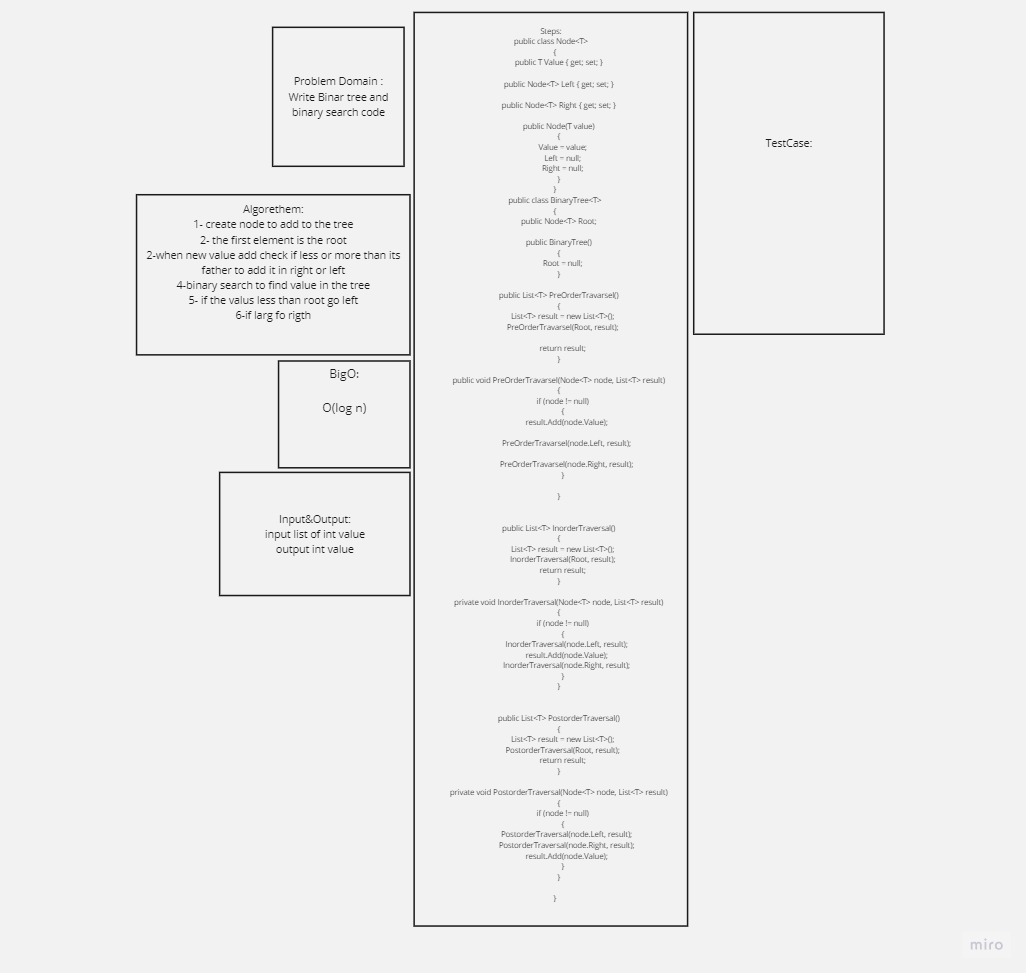 Problem Domain :
Write Binar tree and
binary search code
Algorethem:
1- create node to add to the tree
2- the first element is the root
2-when new value add check if less or more than its
father to add it in right or left
4-binary search to find value in the tree
5- if the valus less than root go left
6-if larg fo rigth
BigO:
O(log n)
Input&Output:
input list of int value
output int value
Steps:
public class Node<T>
{
public T Value { get; set; }
public Node<T> Left { get; set; }
public Node<T> Right { get; set; }
public Node(T value)
{
Value = value;
Left = null;
Right = null;
}
}
public class BinaryTree<T>
{
public Node<T> Root;
public BinaryTree()
{
Root = null;
}
public List<T> PreOrderTravarsel()
{
List<T> result = new List<T>();
PreOrderTravarsel(Root, result);
return result;
}
public void PreOrderTravarsel(Node<T> node, List<T> result)
{
if (node != null)
{
result.Add(node.Value);
PreOrderTravarsel(node.Left, result);
PreOrderTravarsel(node.Right, result);
}
}
public List<T> InorderTraversal()
{
List<T> result = new List<T>();
InorderTraversal(Root, result);
return result;
}
private void InorderTraversal(Node<T> node, List<T> result)
{
if (node != null)
{
InorderTraversal(node.Left, result);
result.Add(node.Value);
InorderTraversal(node.Right, result);
}
}
public List<T> PostorderTraversal()
{
List<T> result = new List<T>();
PostorderTraversal(Root, result);
return result;
}
private void PostorderTraversal(Node<T> node, List<T> result)
{
if (node != null)
{
PostorderTraversal(node.Left, result);
PostorderTraversal(node.Right, result);
result.Add(node.Value);
}
}
}
TestCase:
miro